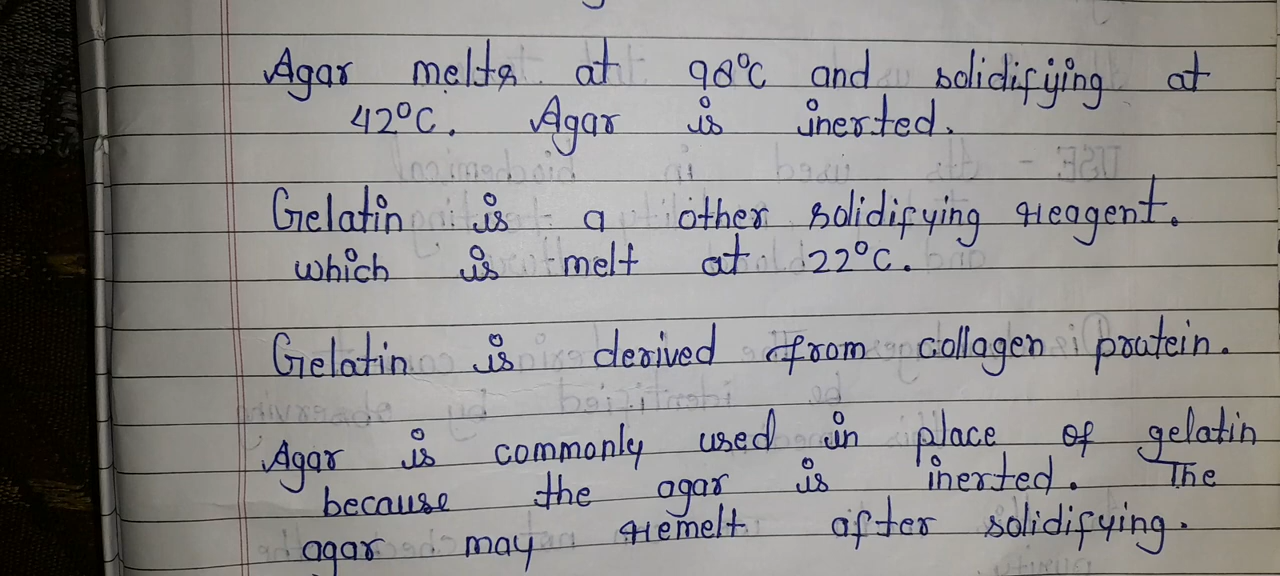 Agar melts at 98°C and solidifying at
42°C. Agar is inerted.
Gelatin is a other solidifying reagent.
which is melt at 22°C.
Gelatin is derived from collagen protein.
Agar is commonly used in place of gelatin
because the agar is inerted. The
agar may remelt after solidifying.